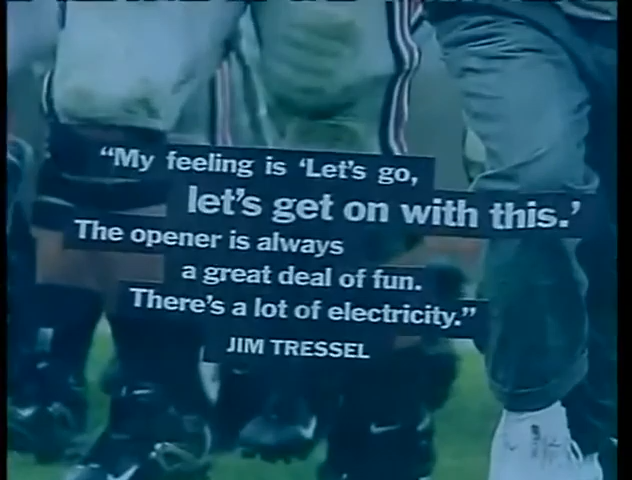 “My feeling is ‘Let’s go,
let’s get on with this.’
The opener is always
a great deal of fun.
There’s a lot of electricity.”
JIM TRESSEL